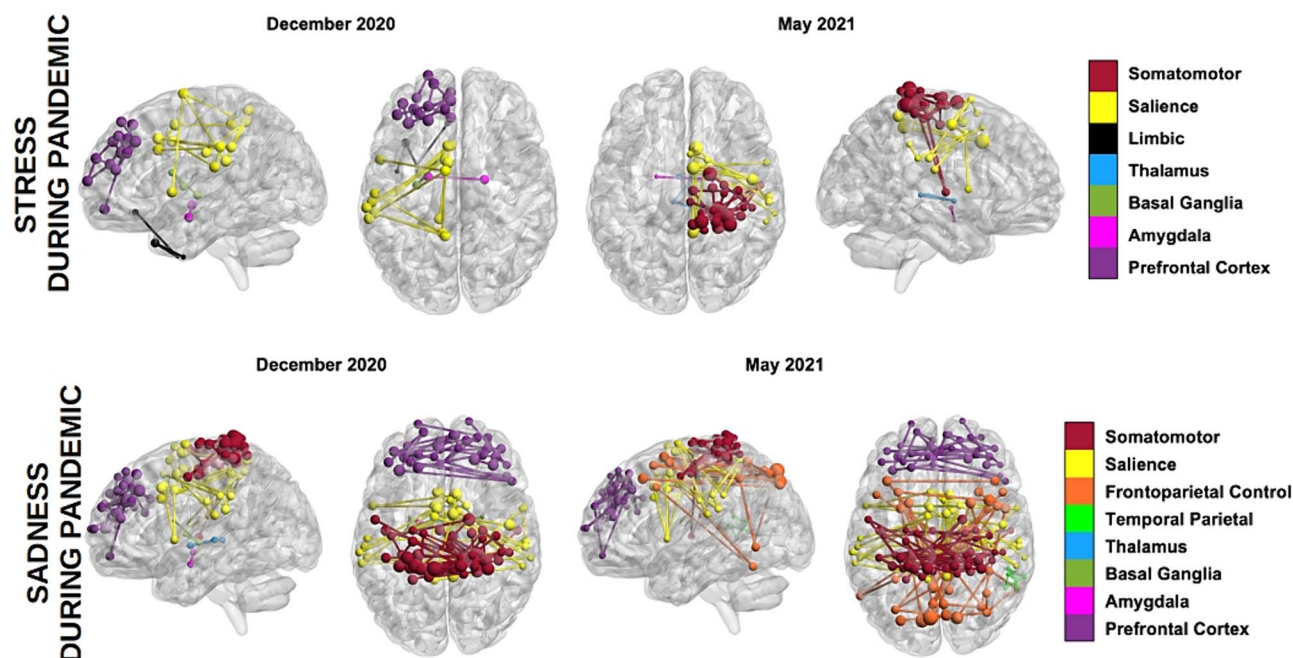 STRESS
DURING PANDEMIC
December 2020
May 2021
Somatomotor
Salience
Limbic
Thalamus
Basal Ganglia
Amygdala
Prefrontal Cortex
SADNESS
DURING PANDEMIC
December 2020
May 2021
Somatomotor
Salience
Frontoparietal Control
Temporal Parietal
Thalamus
Basal Ganglia
Amygdala
Prefrontal Cortex